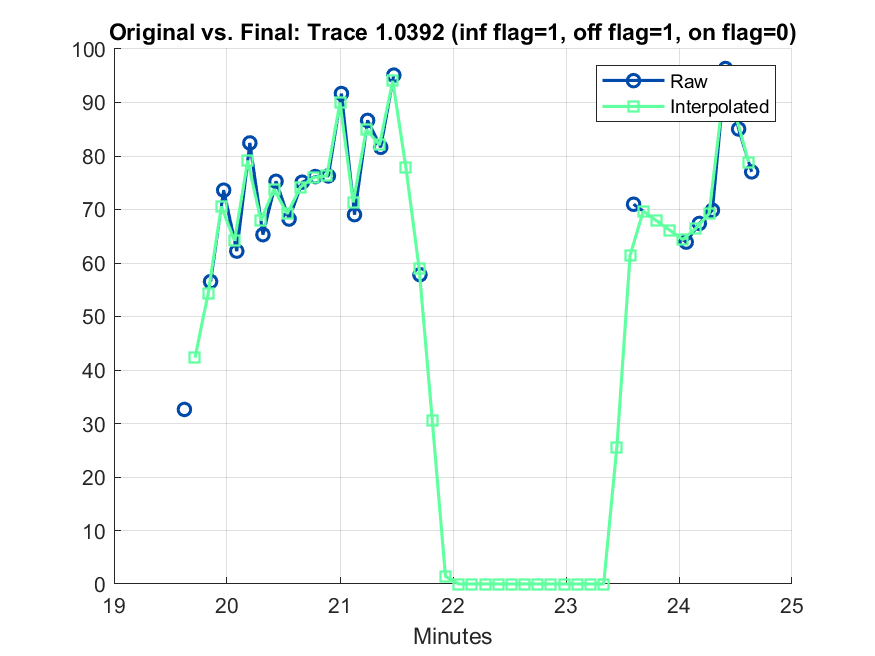 Original vs. Final: Trace 1.0392 (inf flag=1, off flag=1, on flag=0)
100
90
80
70
60
50
40
30
20
10
0
Raw
Interpolated
19 20 21 22 23 24 25
Minutes